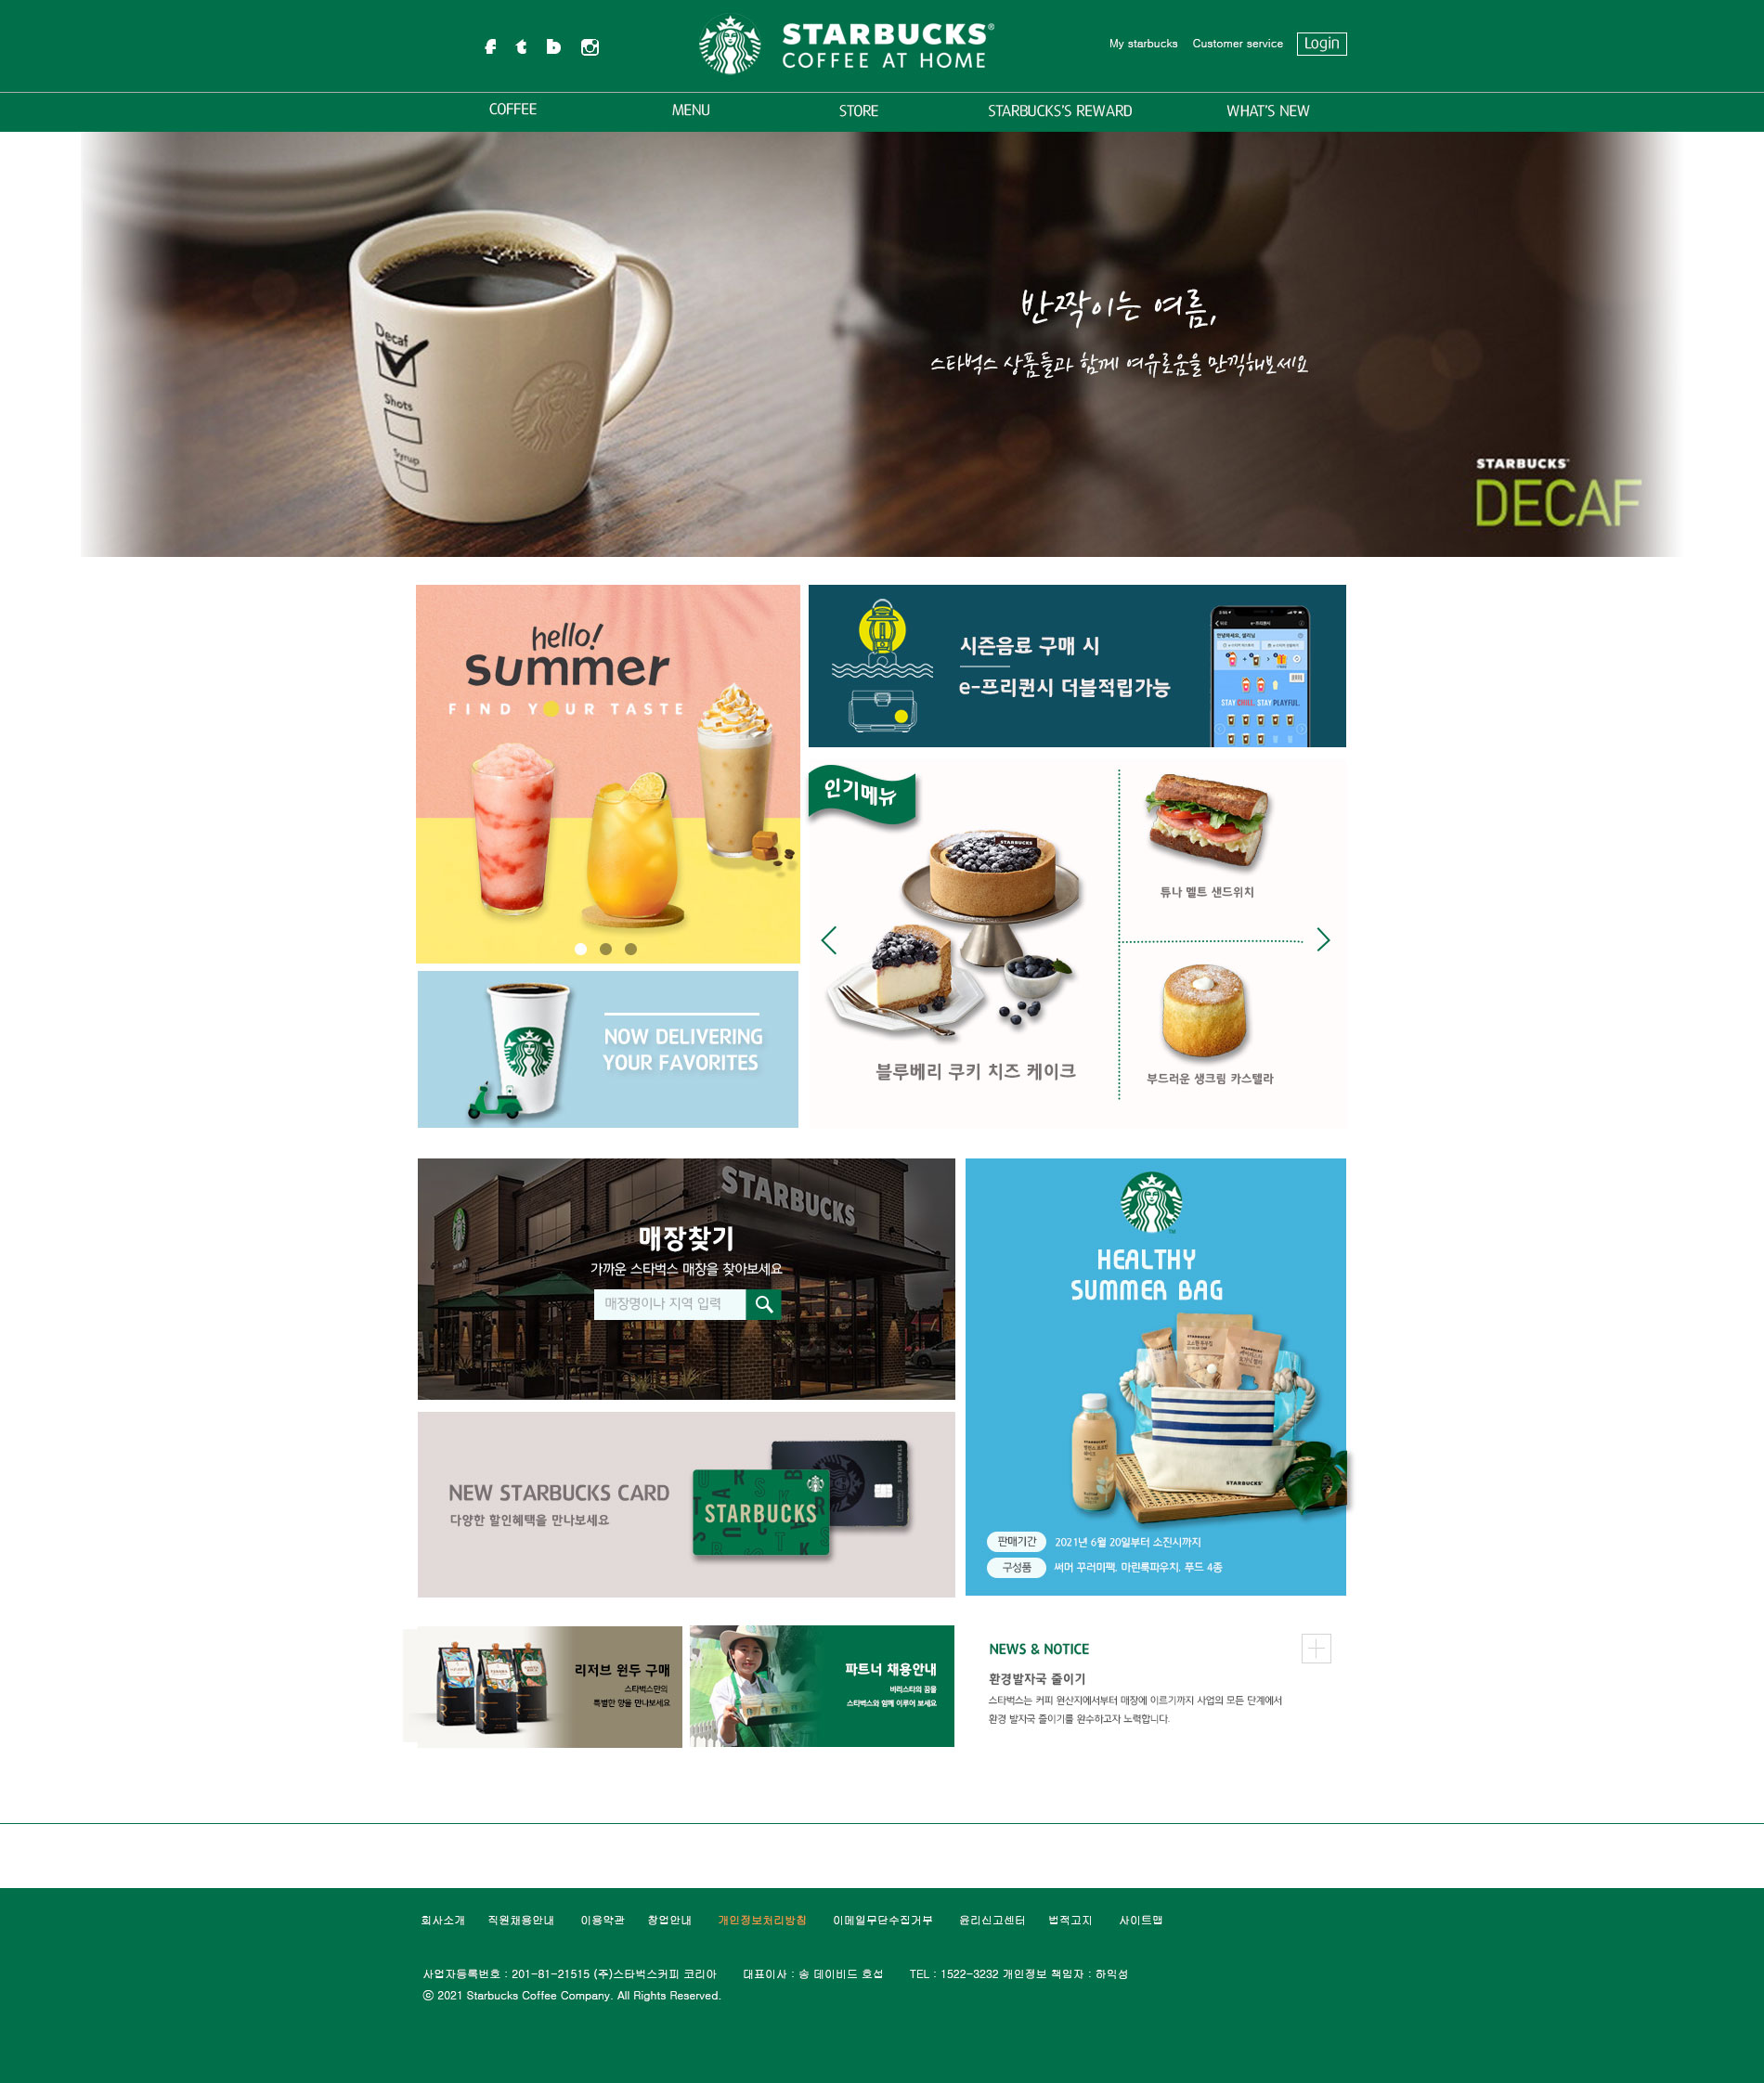 STARBUCKS®
COFFEE AT HOME
My starbucks
Customer service
Login
COFFEE
MENU
STORE
STARBUCKS'S REWARD
WHAT'S NEW
Decaf
Shots
Syrup
반짝이는 여름,
스타벅스 상품들과 함께 여유로움을 만끽해보세요
STARBUCKS
DECAF
hello!
summer
FIND YOUR TASTE
시즌음료 구매 시
e-프리퀀시 더블적립가능
e-프리퀀시
STAY CHILL. STAY PLAYFUL.
인기메뉴
STARBUCKS
튜나 멜트 샌드위치
블루베리 쿠키 치즈 케이크
부드러운 생크림 카스텔라
NOW DELIVERING
YOUR FAVORITES
STARBUCKS
매장찾기
가까운 스타벅스 매장을 찾아보세요
매장명이나 지역 입력
HEALTHY
SUMMER BAG
STARBUCKS
판매기간
2021년 6월 20일부터 소진시까지
구성품
써머 꾸러미팩, 마린룩파우치, 푸드 4종
NEW STARBUCKS CARD
다양한 할인혜택을 만나보세요
STARBUCKS
STARBUCKS
리저브 원두 구매
스타벅스만의
특별한 향을 만나보세요
파트너 채용안내
바리스타의 꿈을
스타벅스와 함께 이루어 보세요
NEWS & NOTICE
환경발자국 줄이기
스타벅스는 커피 원산지에서부터 매장에 이르기까지 사업의 모든 단계에서
환경 발자국 줄이기를 완수하고자 노력합니다.
회사소개
직원채용안내
이용약관
창업안내
개인정보처리방침
이메일무단수집거부
윤리신고센터
법적고지
사이트맵
사업자등록번호 : 201-81-21515 (주)스타벅스커피 코리아
대표이사 : 송 데이비드 호섭
TEL : 1522-3232 개인정보 책임자 : 하익성
ⓒ 2021 Starbucks Coffee Company. All Rights Reserved.